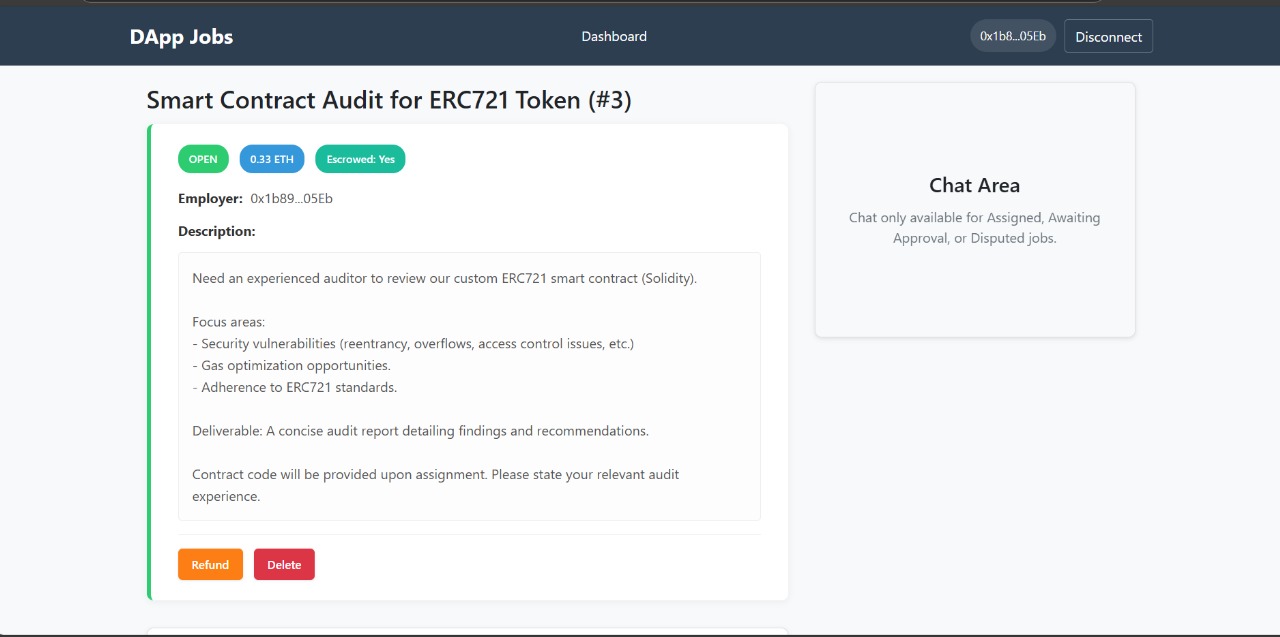 DApp Jobs
Dashboard
0x1b8...05Eb
Disconnect
Smart Contract Audit for ERC721 Token (#3)
OPEN
0.33 ETH
Escrowed: Yes
Employer: 0x1b89...05Eb
Description:
Need an experienced auditor to review our custom ERC721 smart contract (Solidity).
Focus areas:
- Security vulnerabilities (reentrancy, overflows, access control issues, etc.)
- Gas optimization opportunities.
- Adherence to ERC721 standards.
Deliverable: A concise audit report detailing findings and recommendations.
Contract code will be provided upon assignment. Please state your relevant audit
experience.
Refund
Delete
Chat Area
Chat only available for Assigned, Awaiting
Approval, or Disputed jobs.